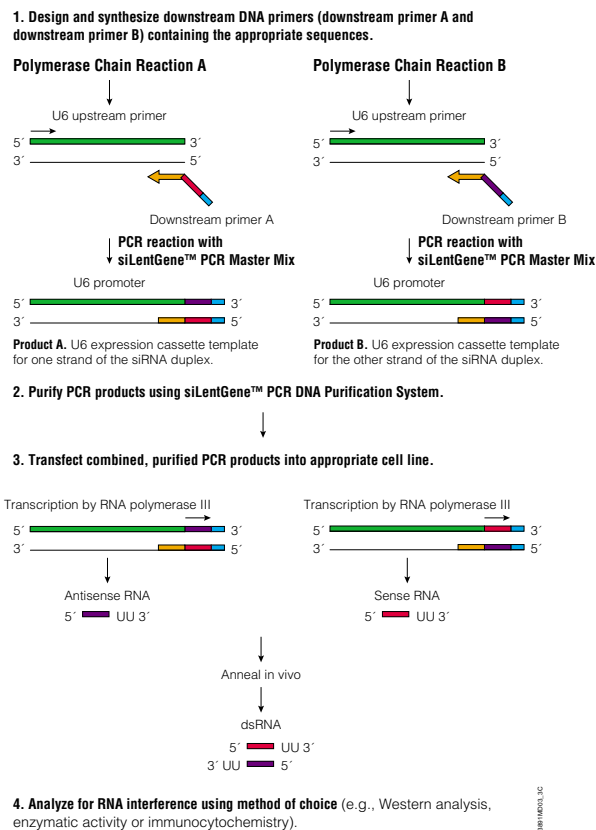 1. Design and synthesize downstream DNA primers (downstream primer A and
downstream primer B) containing the appropriate sequences.
Polymerase Chain Reaction A
Polymerase Chain Reaction B
U6 upstream primer
U6 upstream primer
5´ 3´
5´ 3´
3´ 5´
3´ 5´
Downstream primer A
Downstream primer B
PCR reaction with
siLentGene™ PCR Master Mix
PCR reaction with
siLentGene™ PCR Master Mix
U6 promoter
U6 promoter
5´ 3´
5´ 3´
3´ 5´
3´ 5´
Product A. U6 expression cassette template
for one strand of the siRNA duplex.
Product B. U6 expression cassette template
for the other strand of the siRNA duplex.
2. Purify PCR products using siLentGene™ PCR DNA Purification System.
3. Transfect combined, purified PCR products into appropriate cell line.
Transcription by RNA polymerase III
Transcription by RNA polymerase III
5´ 3´
5´ 3´
3´ 5´
3´ 5´
Antisense RNA
Sense RNA
5´ UU 3´
5´ UU 3´
Anneal in vivo
dsRNA
5´ UU 3´
3´ UU 5´
4. Analyze for RNA interference using method of choice (e.g., Western analysis,
enzymatic activity or immunocytochemistry).